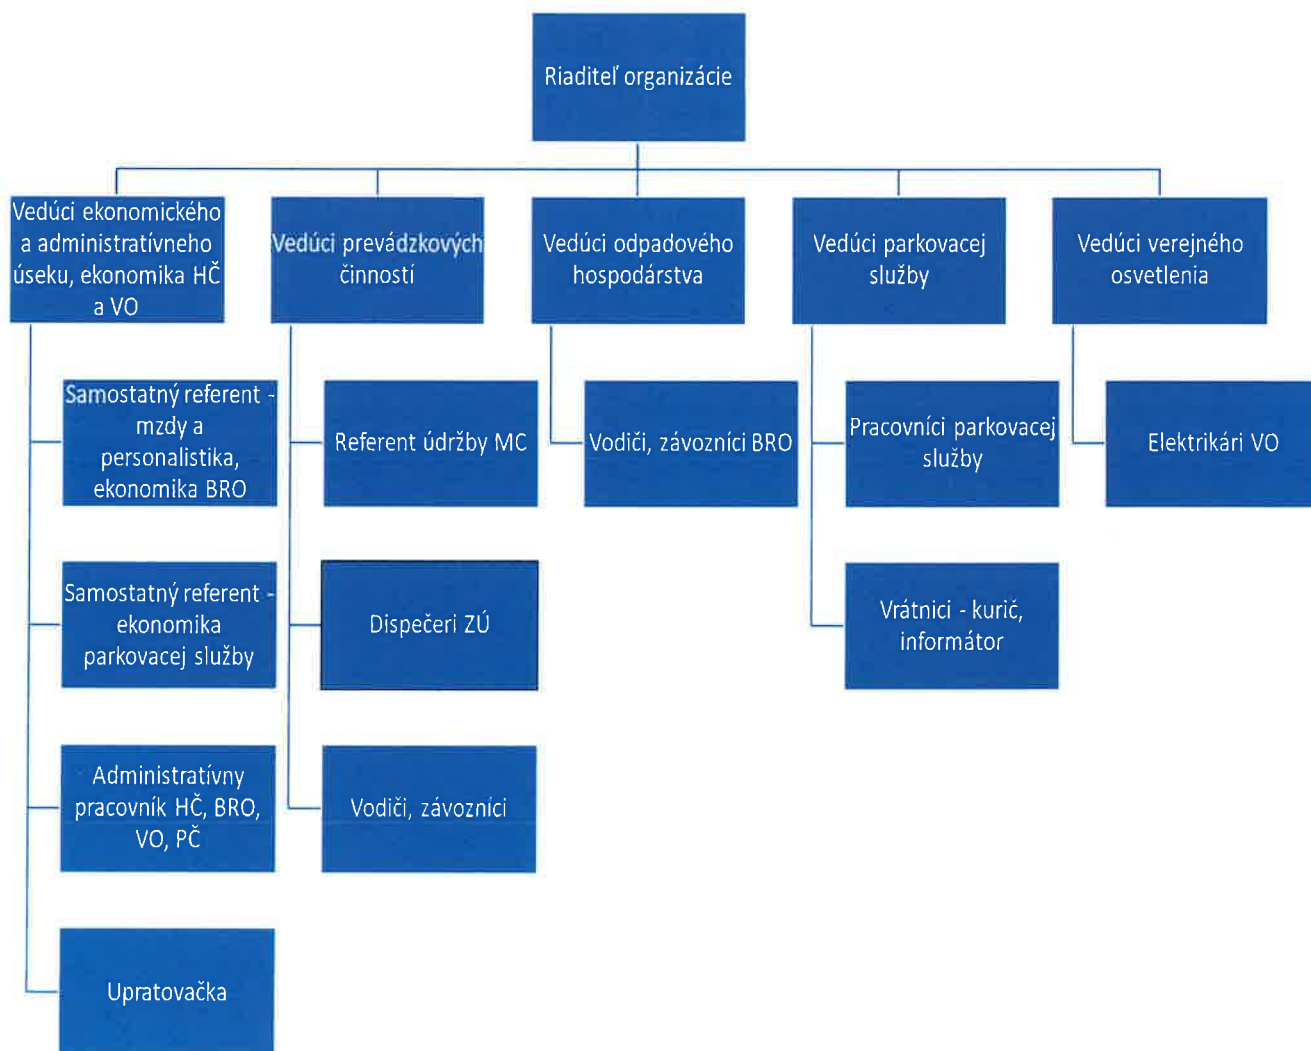 Riaditeľ organizácie
Vedúci ekonomického
a administratívneho
úseku, ekonomika HČ
a VO
Vedúci prevádzkových
činností
Vedúci odpadového
hospodárstva
Vedúci parkovacej
služby
Vedúci verejného
osvetlenia
Samostatný referent -
mzdy a
personalistika,
ekonomika BRO
Referent údržby MC
Vodiči, závozníci BRO
Pracovníci parkovacej
služby
Elektrikári VO
Samostatný referent -
ekonomika
parkovacej služby
Dispečeri ZÚ
Vrátnici - kurič,
informátor
Administratívny
pracovník HČ, BRO,
VO, PČ
Vodiči, závozníci
Upratovačka